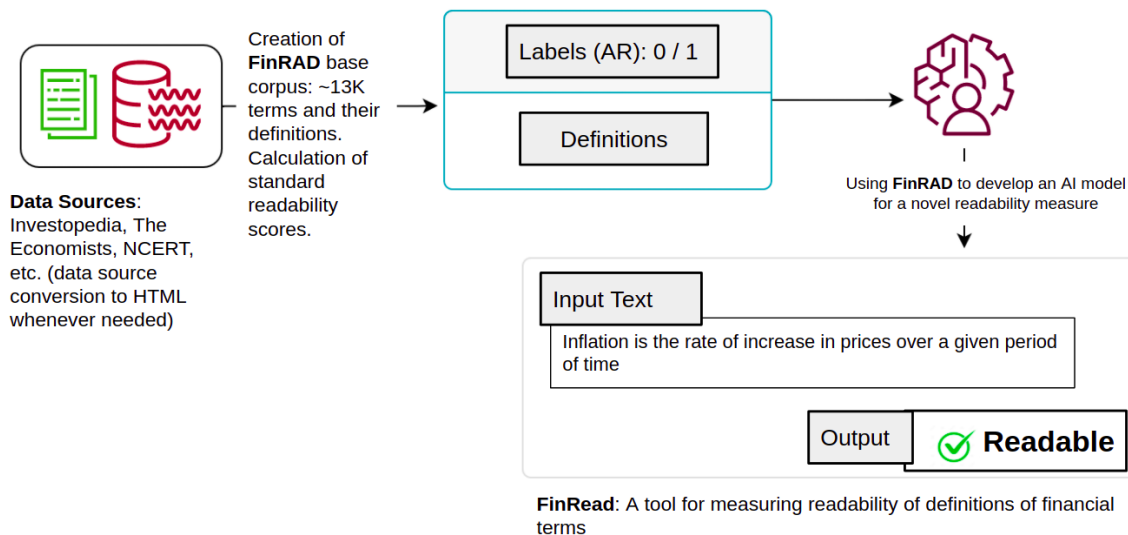 Data Sources:
Investopedia, The
Economists, NCERT,
etc. (data source
conversion to HTML
whenever needed)
Creation of
FinRAD base
corpus: ~13K
terms and their
definitions.
Calculation of
standard
readability
scores.
Labels (AR): 0 / 1
Definitions
Using FinRAD to develop an AI model
for a novel readability measure
Input Text
Inflation is the rate of increase in prices over a given period
of time
Output
Readable
FinRead: A tool for measuring readability of definitions of financial
terms